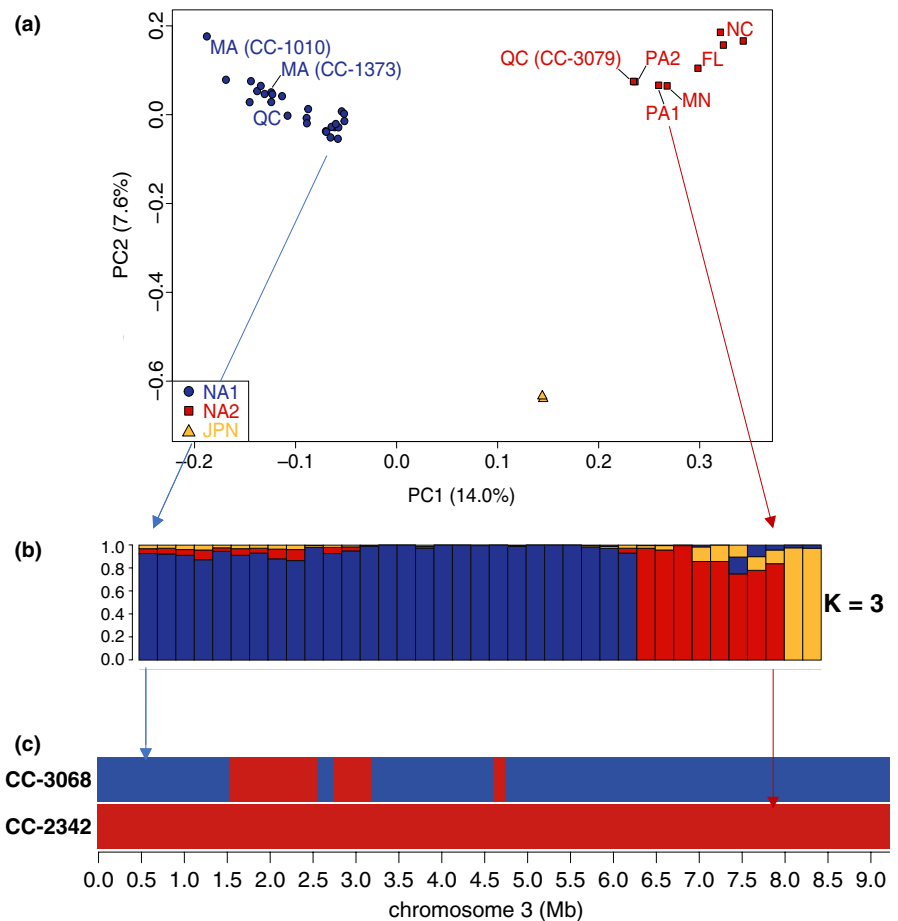 (a)
0.2
0.0
−0.2
−0.4
−0.6
PC2 (7.6%)
MA (CC-1010)
MA (CC-1373)
QC
NC
QC (CC-3079)
PA2
FL
MN
PA1
NA1
NA2
JPN
−0.2
−0.1
0.0
0.1
0.2
0.3
PC1 (14.0%)
(b)
1.0
0.8
0.6
0.4
0.2
0.0
K = 3
(c)
CC-3068
CC-2342
0.0 0.5 1.0 1.5 2.0 2.5 3.0 3.5 4.0 4.5 5.0 5.5 6.0 6.5 7.0 7.5 8.0 8.5 9.0
chromosome 3 (Mb)